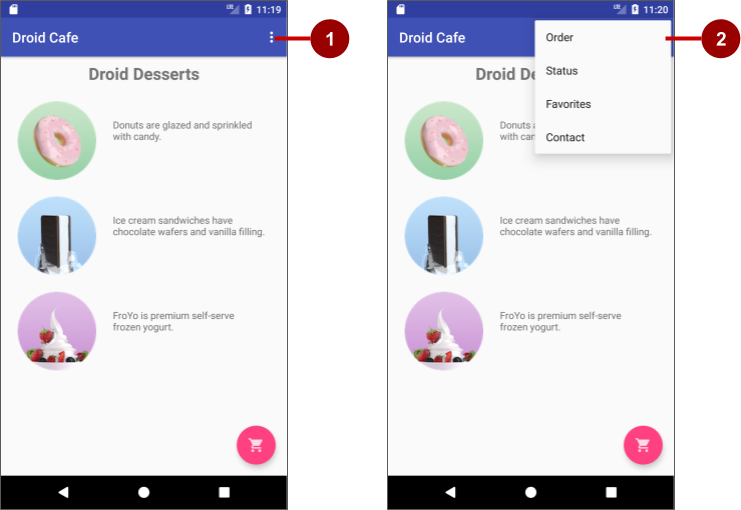 LTE 11:19
Droid Cafe
1
Droid Desserts
Donuts are glazed and sprinkled
with candy.
Ice cream sandwiches have
chocolate wafers and vanilla filling.
FroYo is premium self-serve
frozen yogurt.
LTE 11:20
Droid Cafe
Order
2
Status
Favorites
Contact
Droid De
Donuts a
with can
Ice cream sandwiches have
chocolate wafers and vanilla filling.
FroYo is premium self-serve
frozen yogurt.